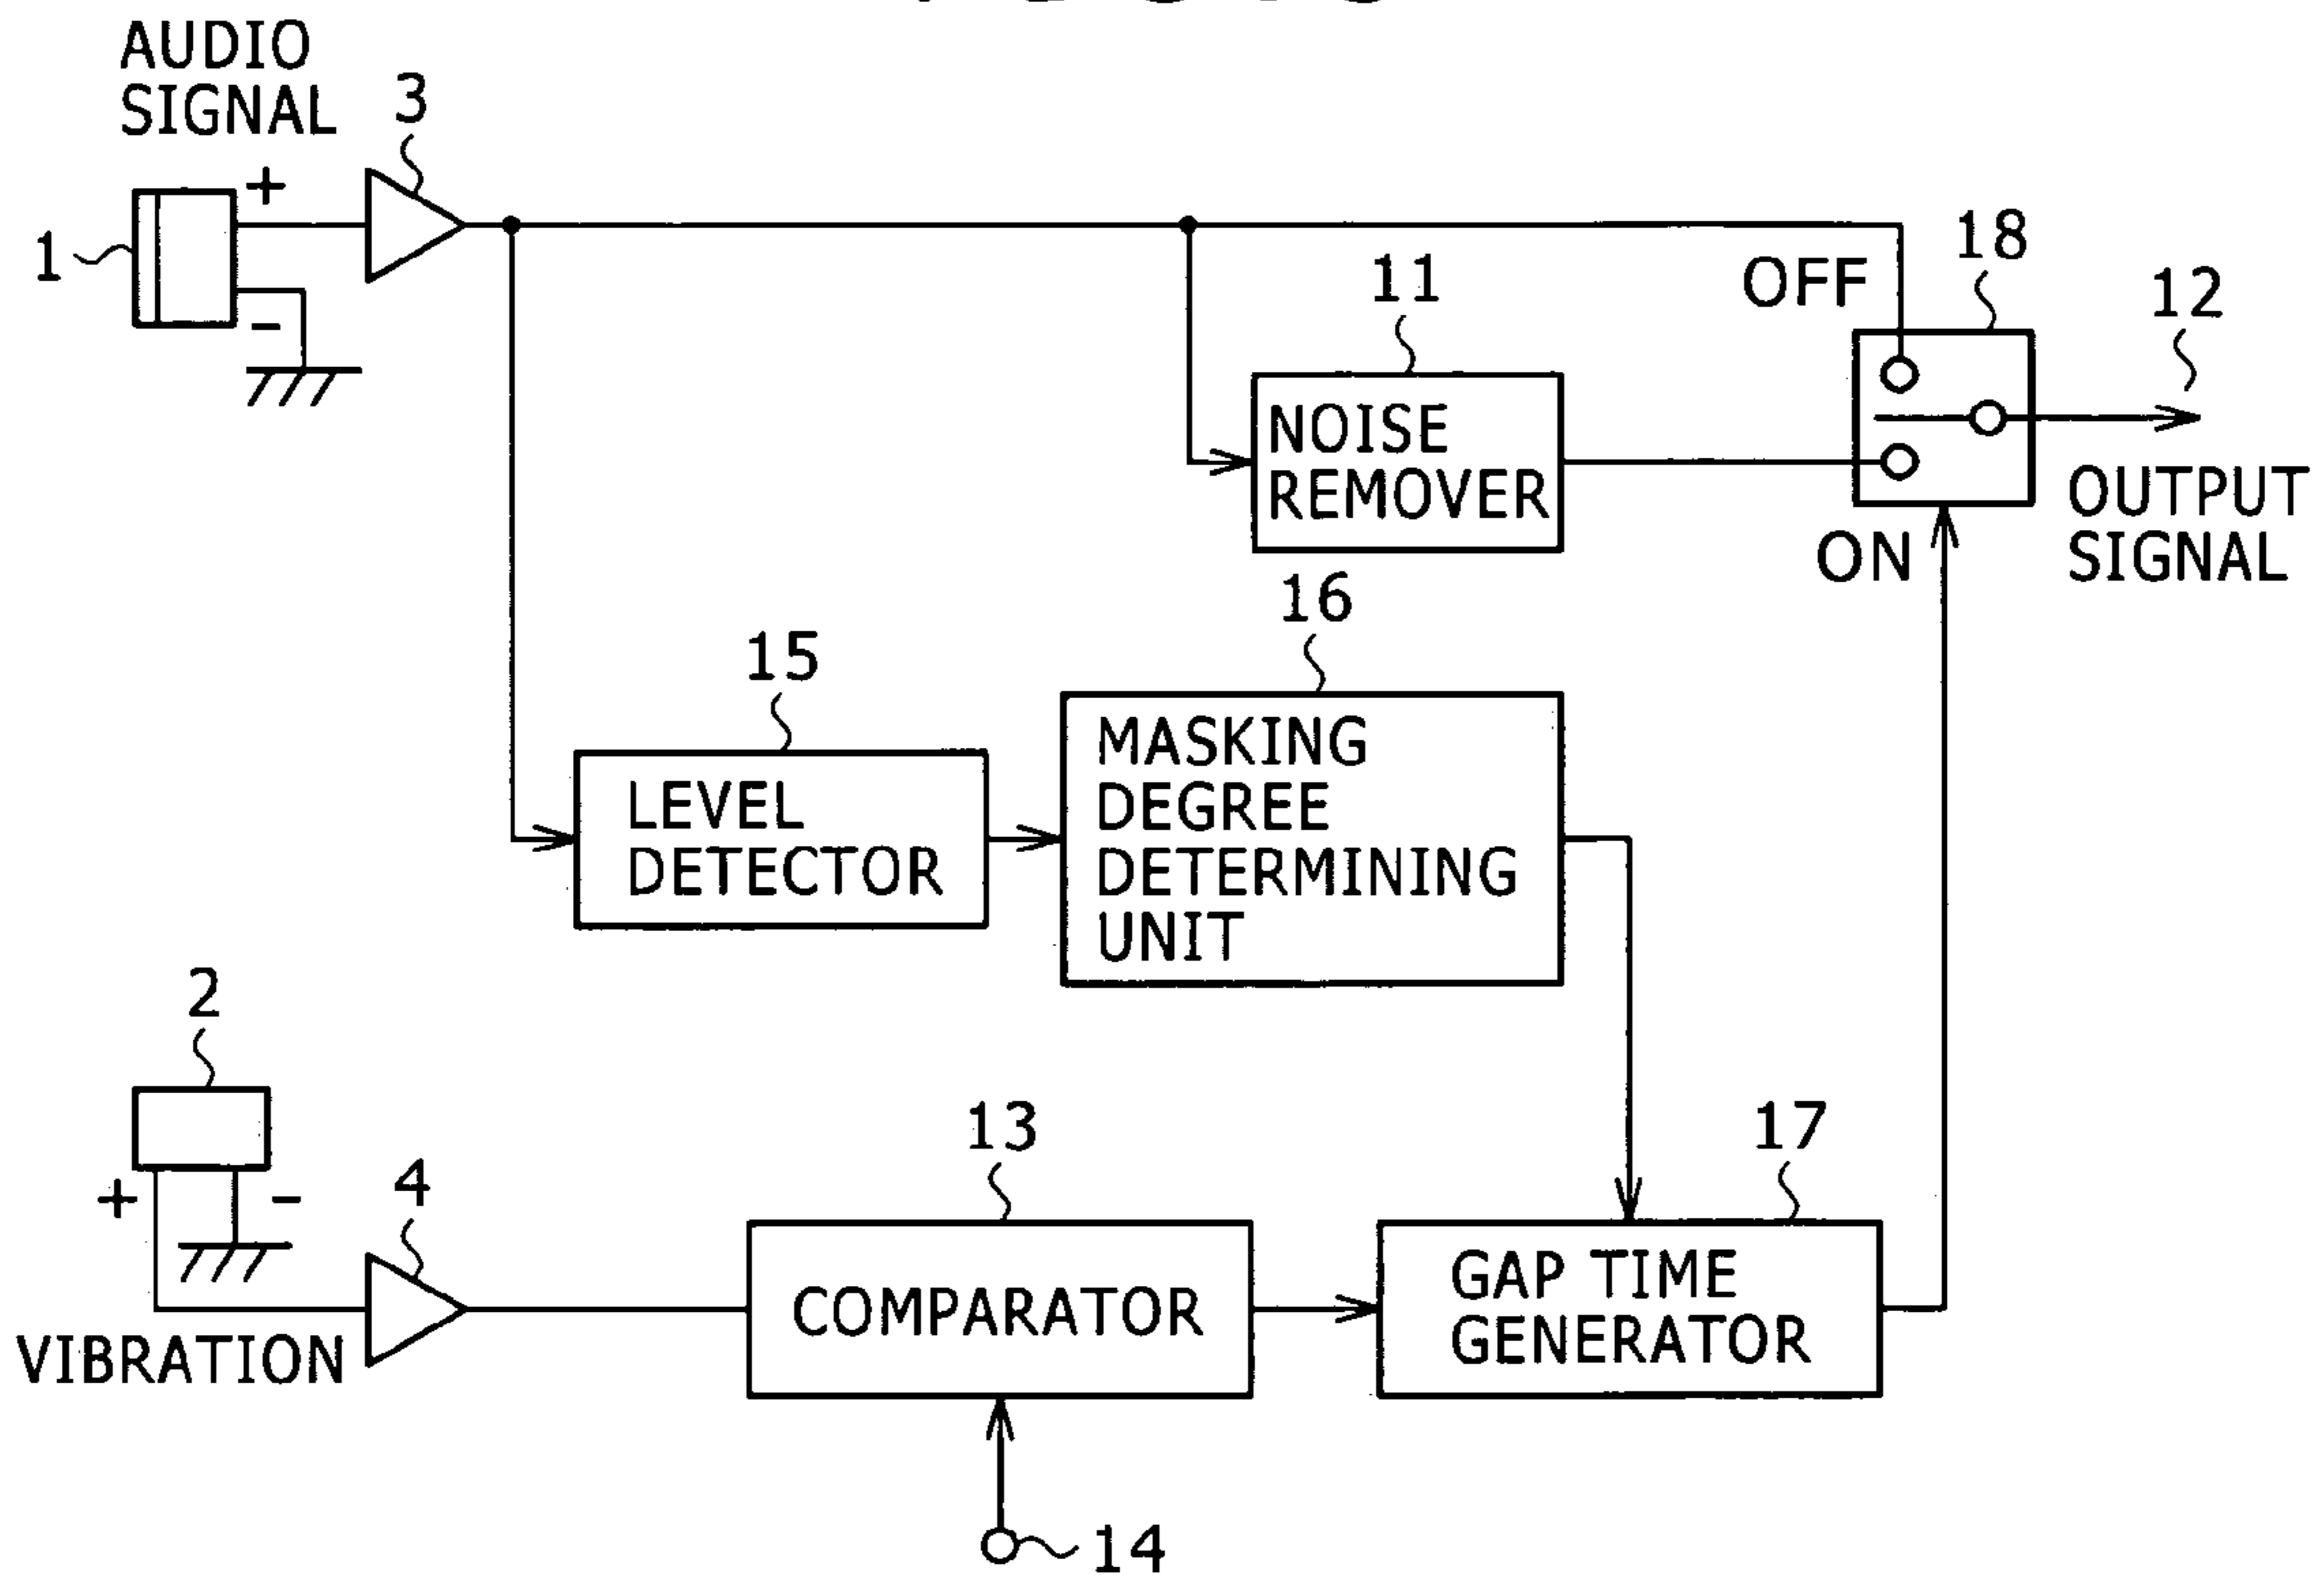 AUDIO
SIGNAL
3
+
1
-
11
OFF
18
12
NOISE
REMOVER
ON
OUTPUT
SIGNAL
15
16
LEVEL
DETECTOR
MASKING
DEGREE
DETERMINING
UNIT
2
+
-
4
VIBRATION
13
COMPARATOR
17
GAP TIME
GENERATOR
14